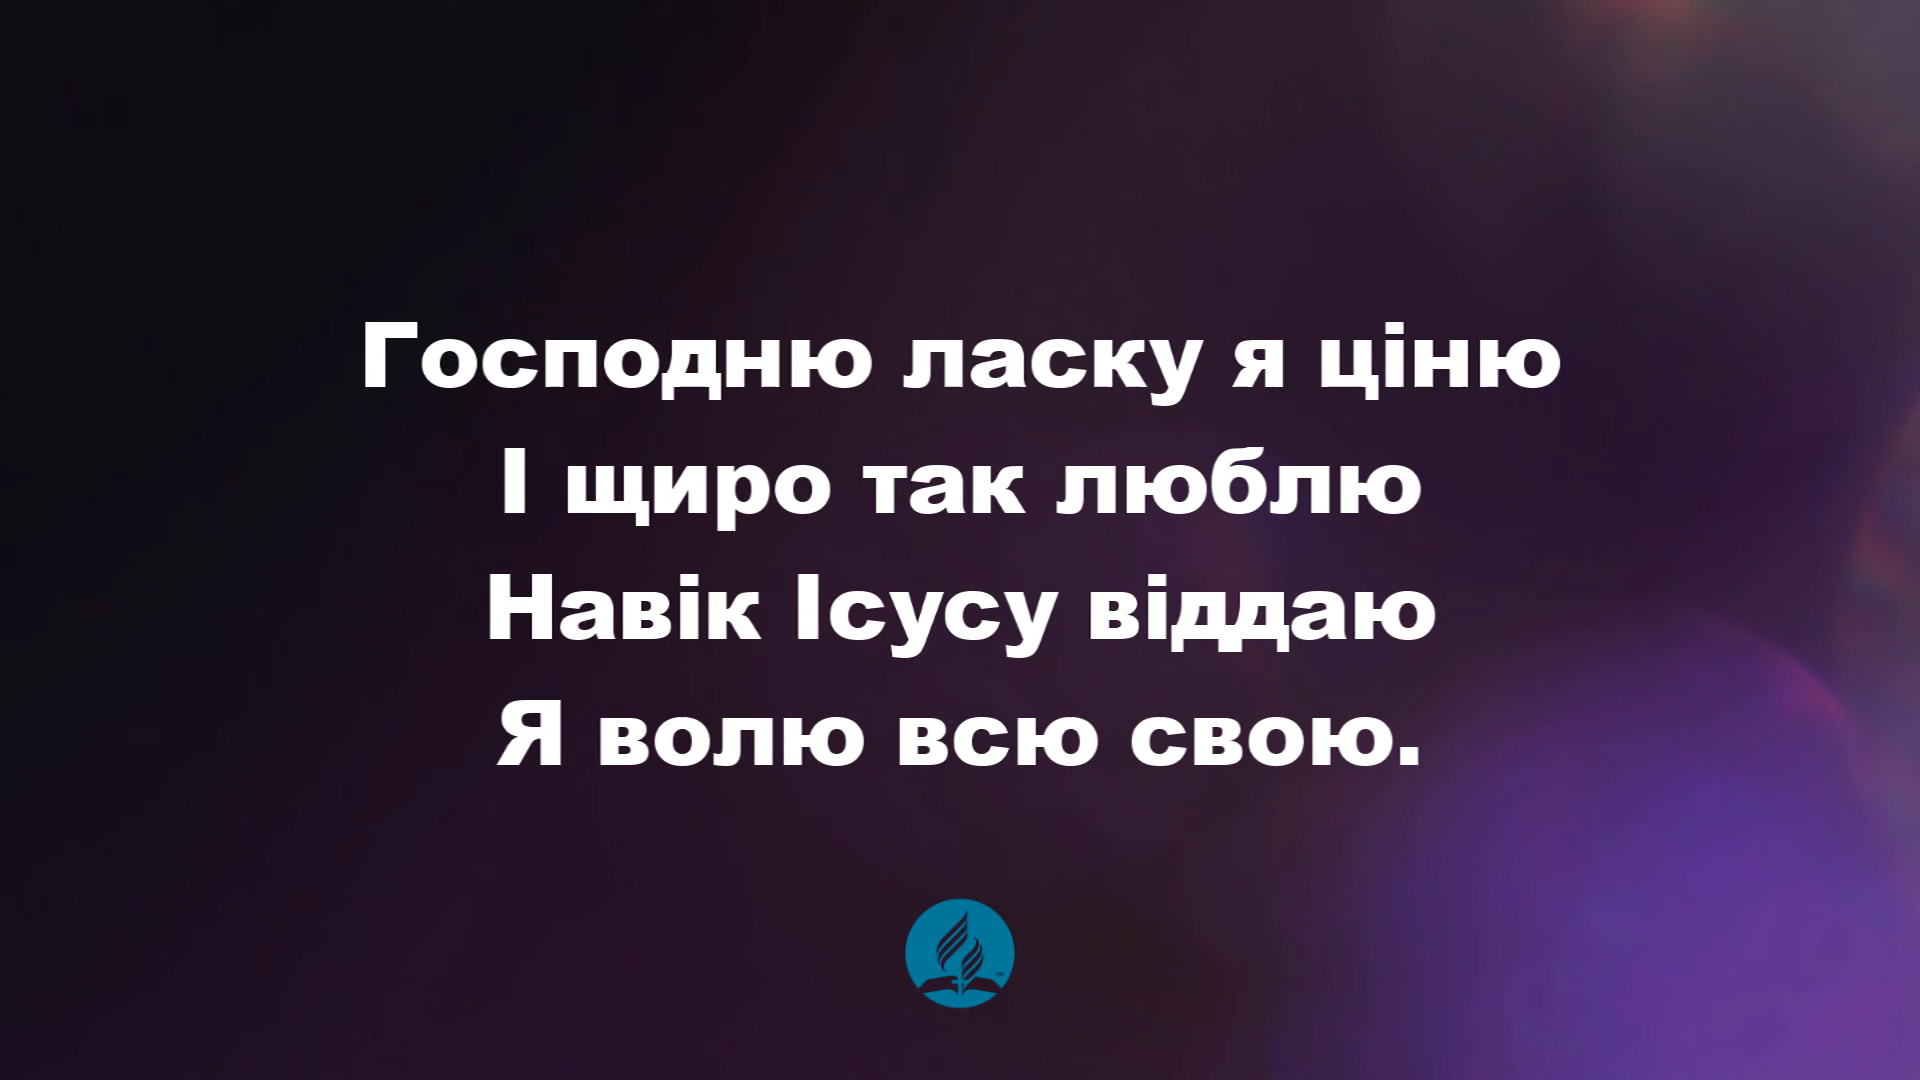 Господню ласку я ціню
І щиро так люблю
Навік Ісусу віддаю
Я волю всю свою.